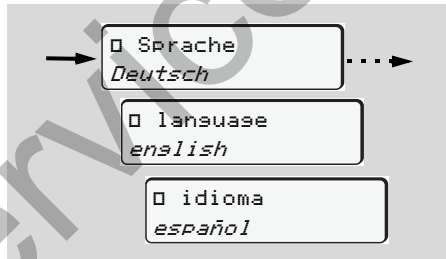 □ Sprache
Deutsch
□ language
english
□ idioma
español